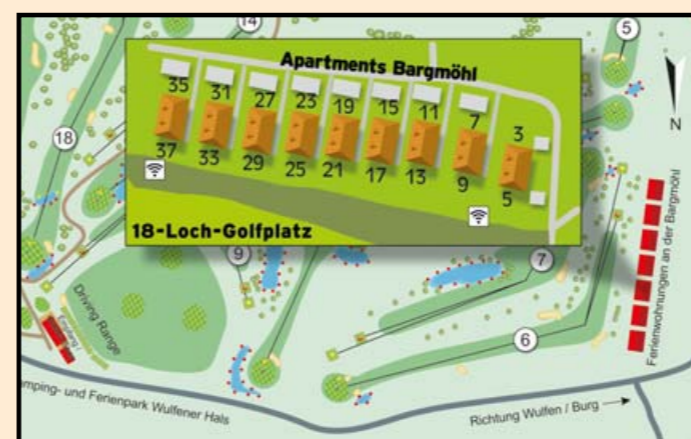 14
5
Apartments Bargmöhl
35 31 27 23 19 15 11 7 3
37 33 29 25 21 17 13 9 5
18
N
18-Loch-Golfplatz
9
7
6
Driving Range
Empfang /
Ferienwohnungen an der Bargmöhl
mping- und Ferienpark Wulfener Hals
Richtung Wulfen / Burg